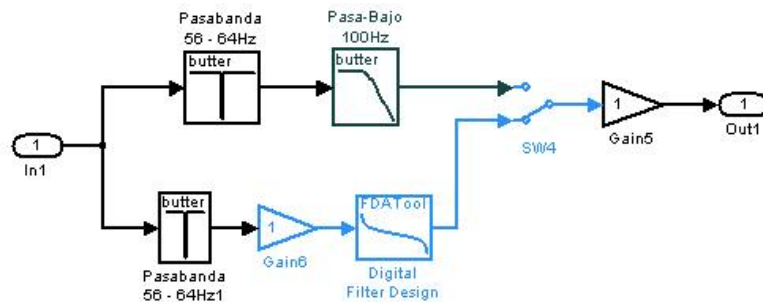 Pasabanda
56 - 64Hz
Pasa-Bajo
100Hz
butter
butter
1
In1
SW4
1
Gain5
1
Out1
butter
Pasabanda
56 - 64Hz1
1
Gain6
FDATool
Digital
Filter Design